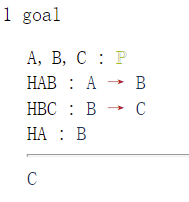 1 goal
A, B, C : ℙ
HAB : A → B
HBC : B → C
HA : B
C